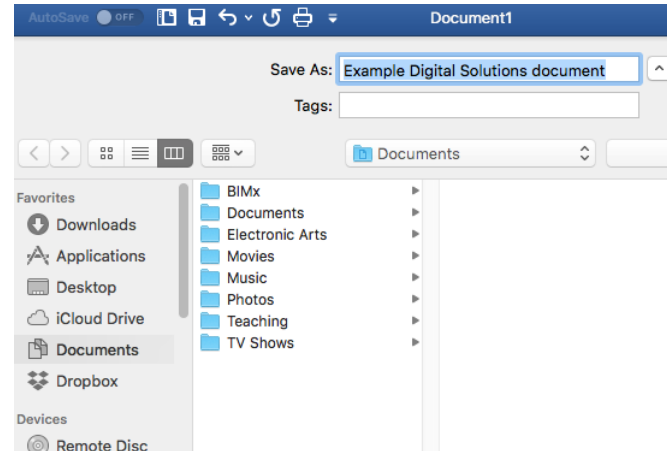 AutoSave OFF Document1
Save As: Example Digital Solutions document
Tags:
Documents
Favorites
Downloads
Applications
Desktop
iCloud Drive
Documents
Dropbox
Devices
Remote Disc
BIMx
Documents
Electronic Arts
Movies
Music
Photos
Teaching
TV Shows